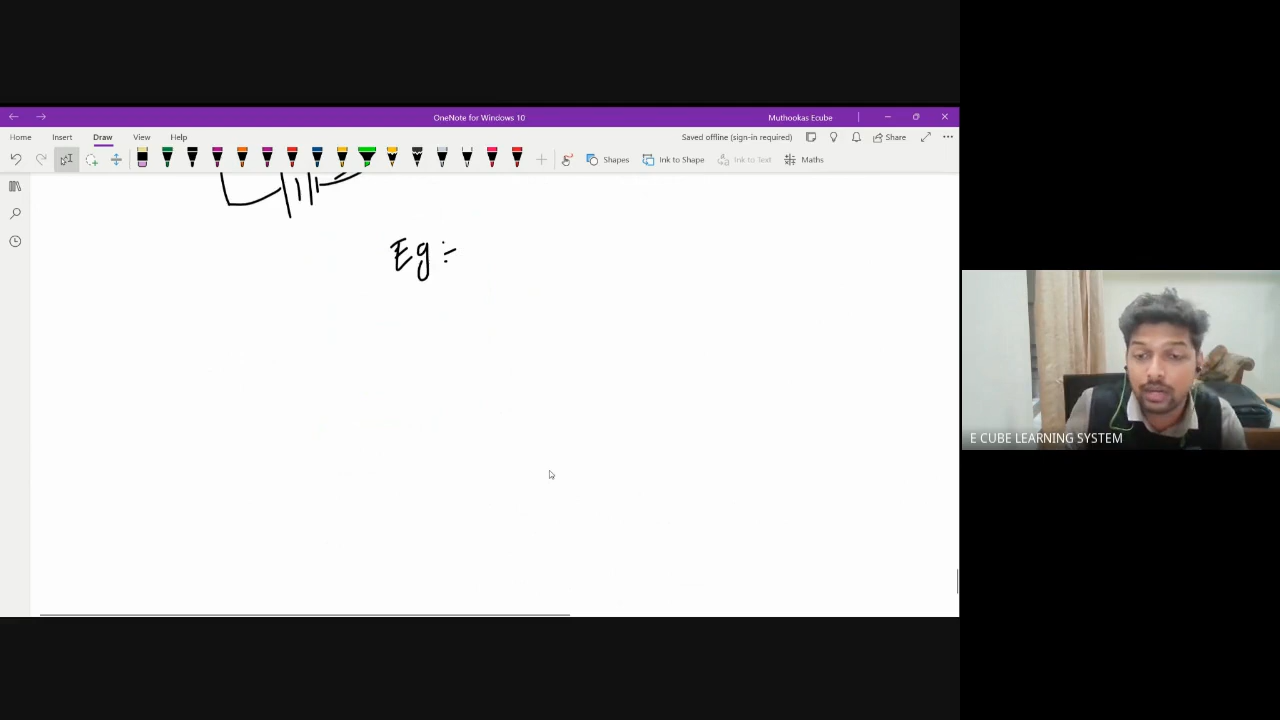 OneNote for Windows 10
Muthookas Ecube
Home Insert Draw View Help
Saved offline (sign-in required)
Share
Shapes
Ink to Shape
Ink to Text
Maths
Eg :-
E CUBE LEARNING SYSTEM